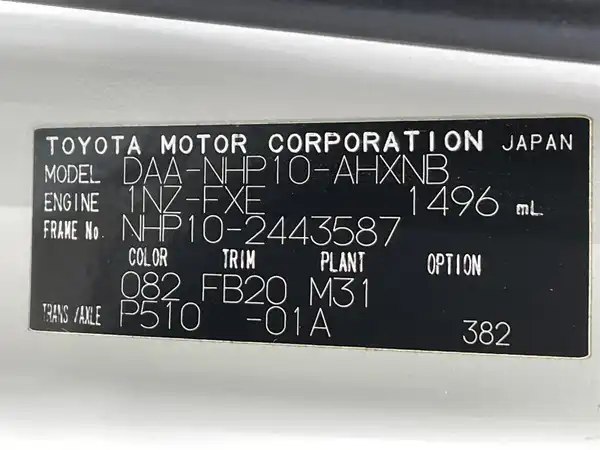 TOYOTA MOTOR CORPORATION JAPAN
MODEL DAA-NHP10-AHXNB
ENGINE 1NZ-FXE 1496 mL
FRAME No. NHP10-2443587
COLOR TRIM PLANT OPTION
082 FB20 M31
TRANS/AXLE P510 -01A 382